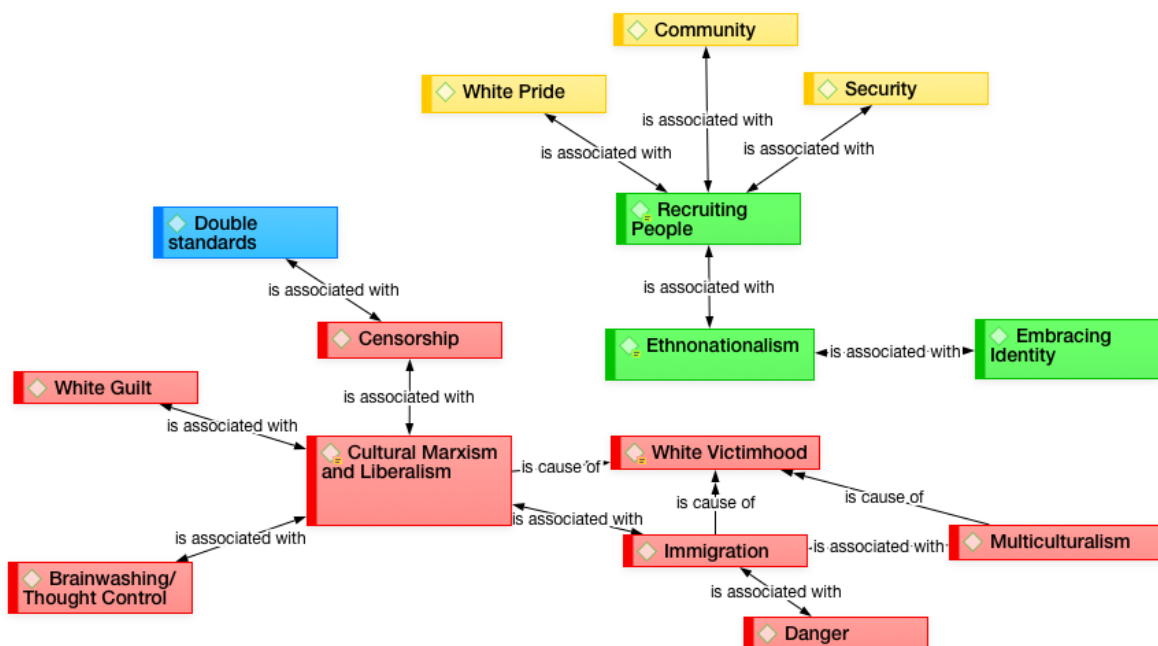 Community
White Pride
Security
is associated with
is associated with
is associated with
Recruiting
People
Double
standards
is associated with
is associated with
Censorship
Ethnonationalism
is associated with
Embracing
Identity
White Guilt
is associated with
is associated with
Cultural Marxism
and Liberalism
is cause of
White Victimhood
is cause of
is cause of
is associated with
is associated with
Immigration
is associated with
Multiculturalism
Brainwashing/
Thought Control
is associated with
Danger